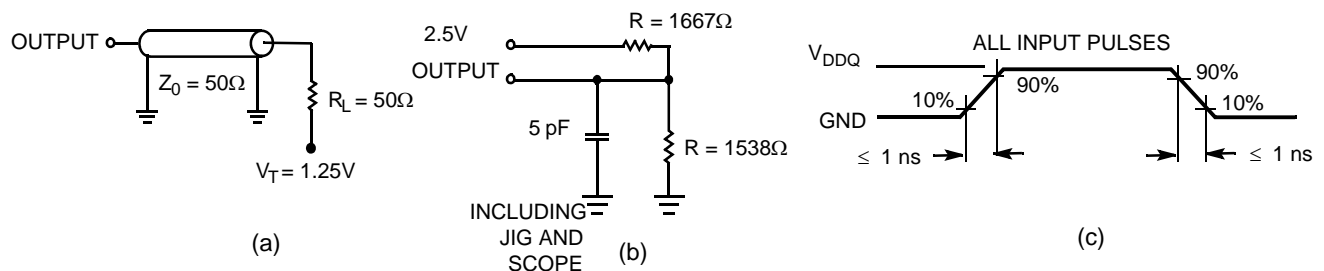 OUTPUT
Z0 = 50Ω
RL = 50Ω
VT = 1.25V
(a)
R = 1667Ω
2.5V
OUTPUT
5 pF
R = 1538Ω
INCLUDING
JIG AND
SCOPE
(b)
ALL INPUT PULSES
VDDQ
GND
10%
90%
90%
10%
≤ 1 ns
≤ 1 ns
(c)